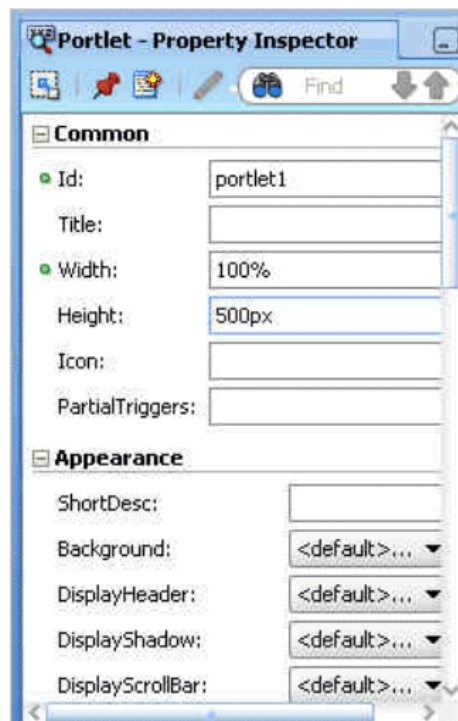 Portlet - Property Inspector
Find
Common
Id: portlet1
Title:
Width: 100%
Height: 500px
Icon:
PartialTriggers:
Appearance
ShortDesc:
Background: <default>...
DisplayHeader: <default>...
DisplayShadow: <default>...
DisplayScrollBar: <default>...